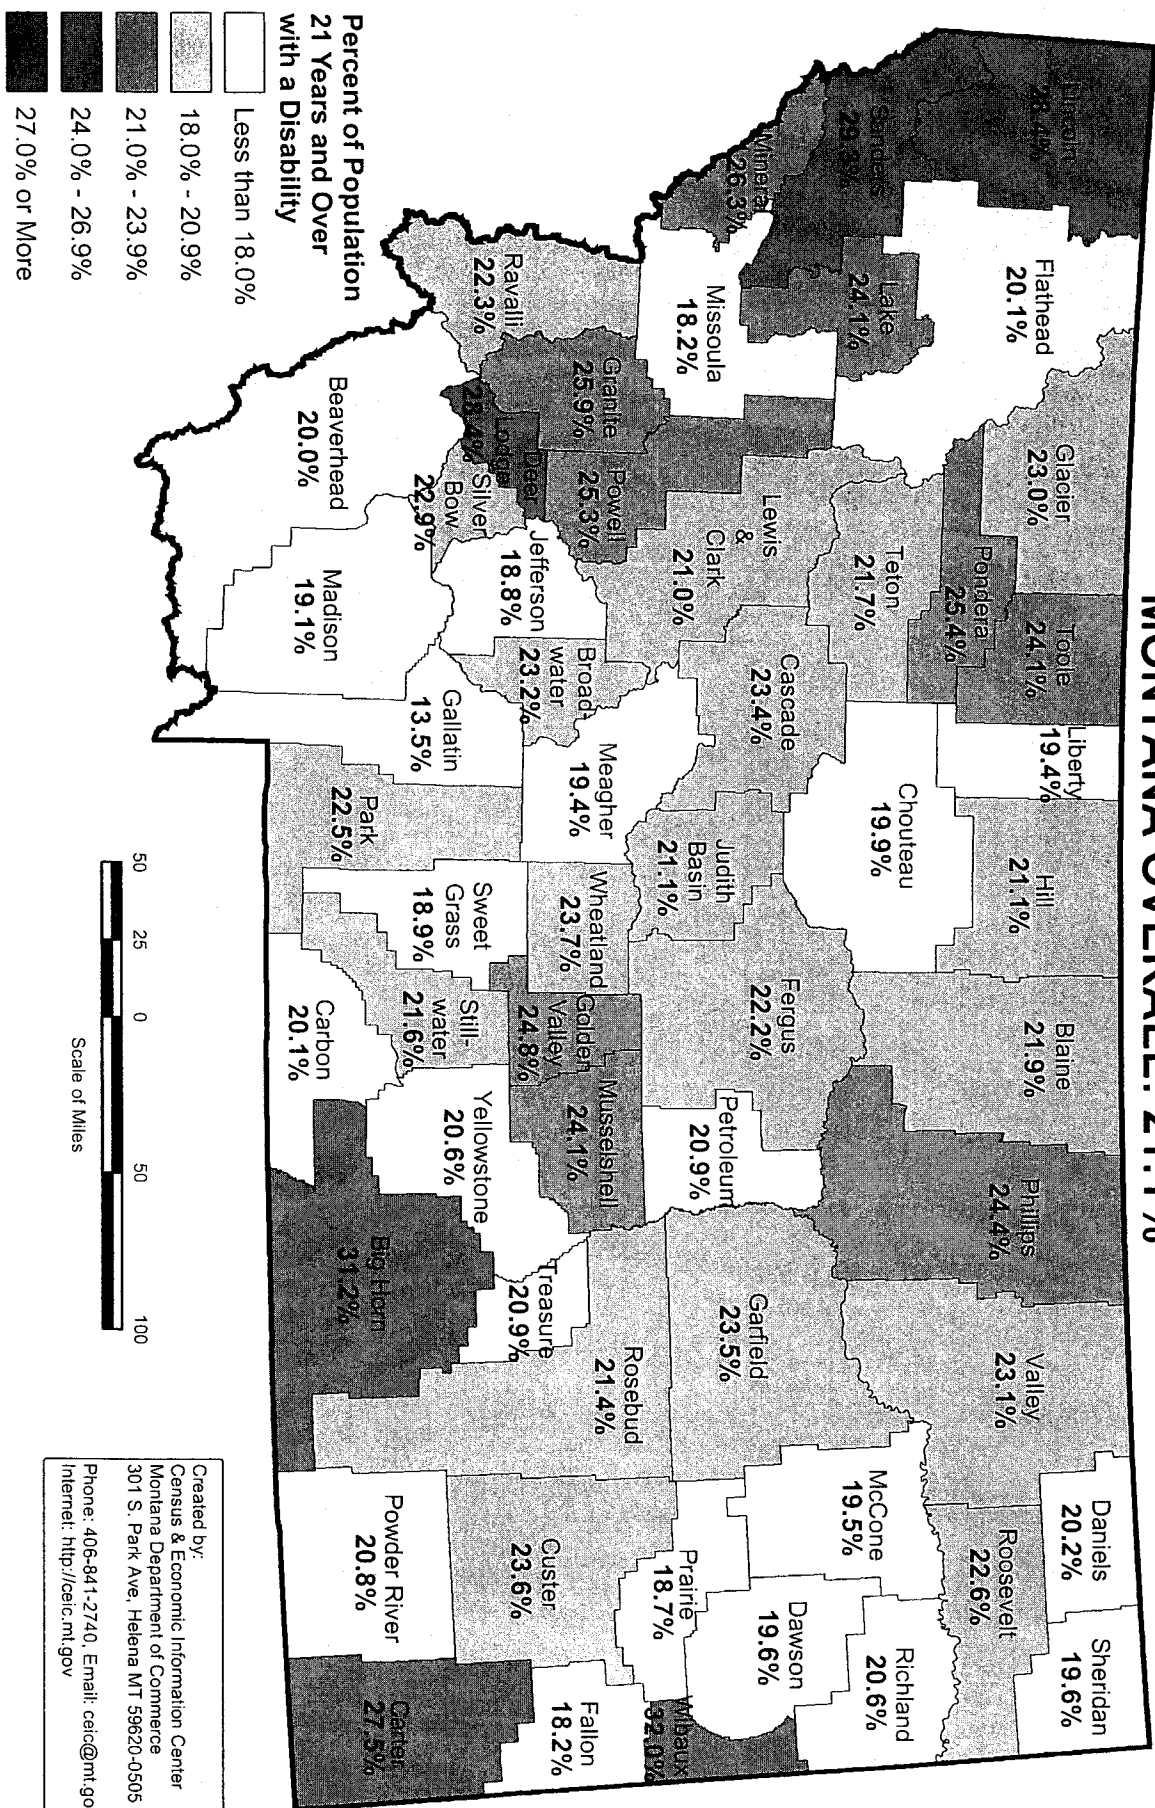 MONTANA OVERALL: 21.1%
Lincoln
28.4%
Flathead
20.1%
Glacier
23.0%
Toole
24.1%
Liberty
19.4%
Hill
21.1%
Blaine
21.9%
Phillips
24.4%
Valley
23.1%
Daniels
20.2%
Sheridan
19.6%
Roosevelt
22.6%
Sanders
29.3%
Lake
24.1%
Pondera
25.4%
Teton
21.7%
Chouteau
19.9%
McCone
19.5%
Richland
20.6%
Mineral
26.3%
Missoula
18.2%
Lewis
&
Clark
21.0%
Cascade
23.4%
Judith
Basin
21.1%
Fergus
22.2%
Petroleum
20.9%
Garfield
23.5%
Dawson
19.6%
Prairie
18.7%
Wibaux
32.0%
Ravalli
22.3%
Granite
25.9%
Powell
25.3%
Deer
Lodge
28.4%
Silver
Bow
22.9%
Jefferson
18.8%
Broad-
water
23.2%
Meagher
19.4%
Wheatland
23.7%
Golden
Valley
24.8%
Musselshell
24.1%
Treasure
20.9%
Rosebud
21.4%
Custer
23.6%
Fallon
18.2%
Beaverhead
20.0%
Madison
19.1%
Gallatin
13.5%
Park
22.5%
Sweet
Grass
18.9%
Still-
water
21.6%
Carbon
20.1%
Yellowstone
20.6%
Big Horn
31.2%
Powder River
20.8%
Carter
27.5%
Percent of Population
21 Years and Over
with a Disability
Less than 18.0%
18.0% - 20.9%
21.0% - 23.9%
24.0% - 26.9%
27.0% or More
50 25 0 50 100
Scale of Miles
Created by:
Census & Economic Information Center
Montana Department of Commerce
301 S. Park Ave, Helena MT 59620-0505
Phone: 406-841-2740, Email: ceic@mt.go
Internet: http://ceic.mt.gov